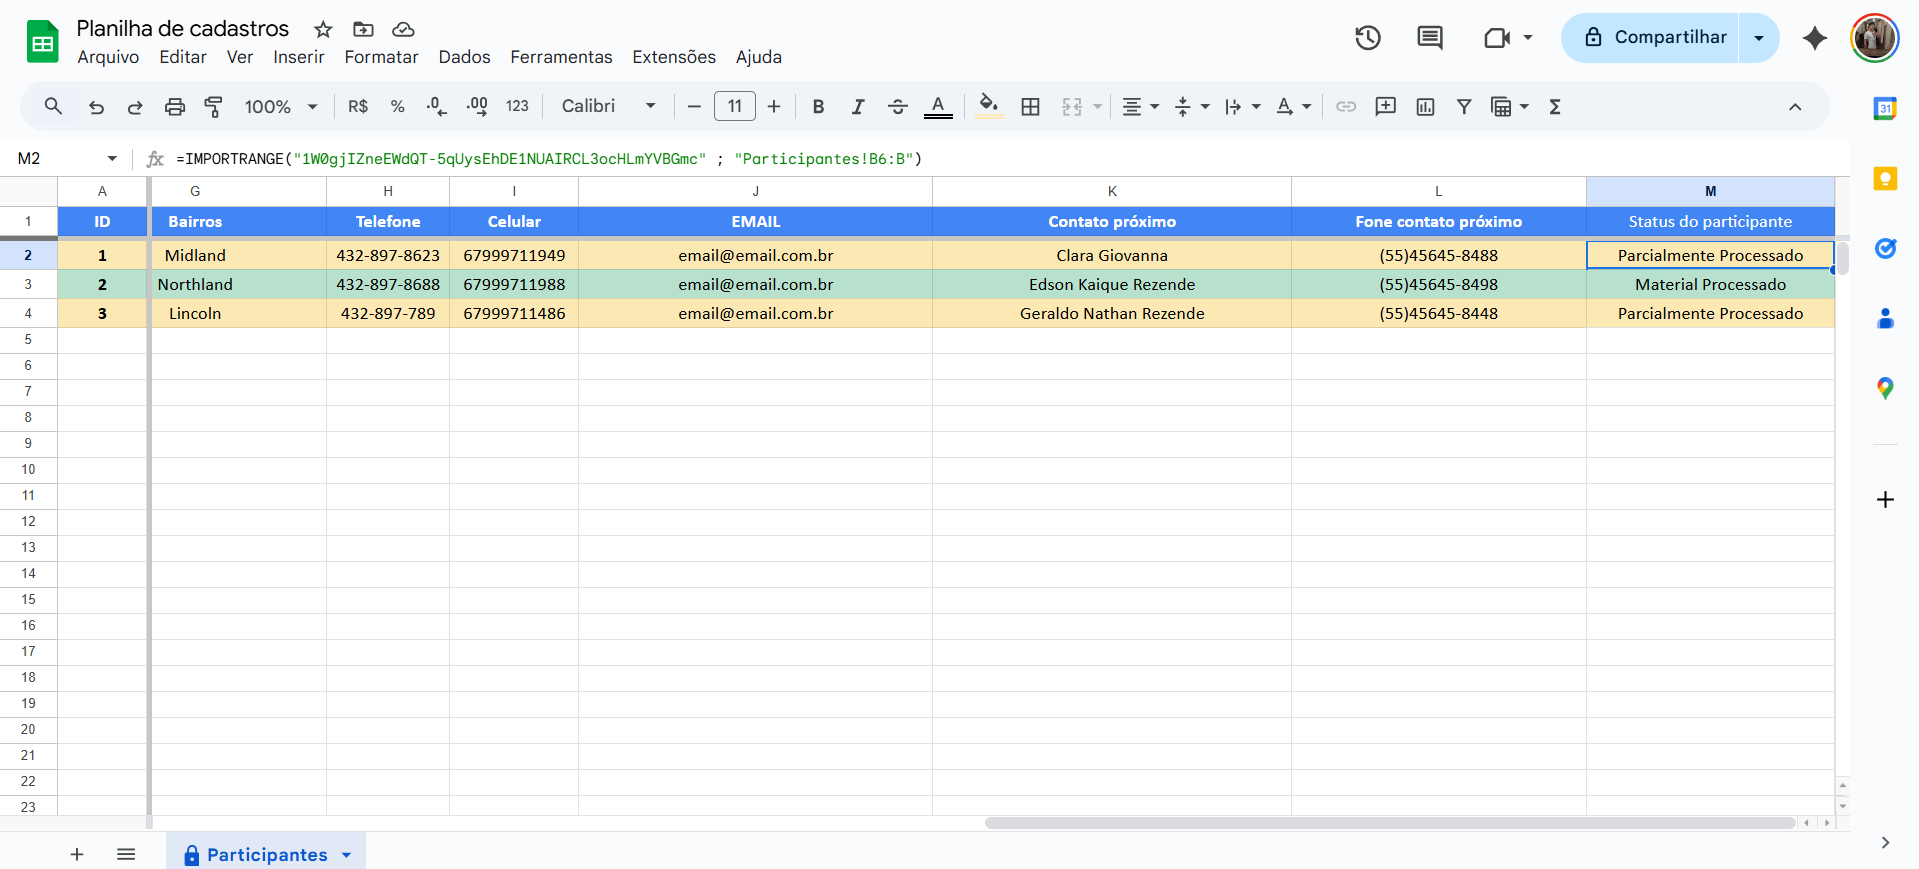 Planilha de cadastros
Arquivo Editar Ver Inserir Formatar Dados Ferramentas Extensões Ajuda
Compartilhar
100% R$ % .0 .00 123 Calibri 11 B I A A Σ
31
M2 fx =IMPORTRANGE("1W0gjIZneEWdQT-5qUysEhDE1NUAIRCL3ocHLmYVBGmc" ; "Participantes!B6:B")
A G H I J K L M
1 ID Bairros Telefone Celular EMAIL Contato próximo Fone contato próximo Status do participante
2 1 Midland 432-897-8623 67999711949 email@email.com.br Clara Giovanna (55)45645-8488 Parcialmente Processado
3 2 Northland 432-897-8688 67999711988 email@email.com.br Edson Kaique Rezende (55)45645-8498 Material Processado
4 3 Lincoln 432-897-789 67999711486 email@email.com.br Geraldo Nathan Rezende (55)45645-8448 Parcialmente Processado
5
6
7
8
9
10
11
12
13
14
15
16
17
18
19
20
21
22
23
Participantes